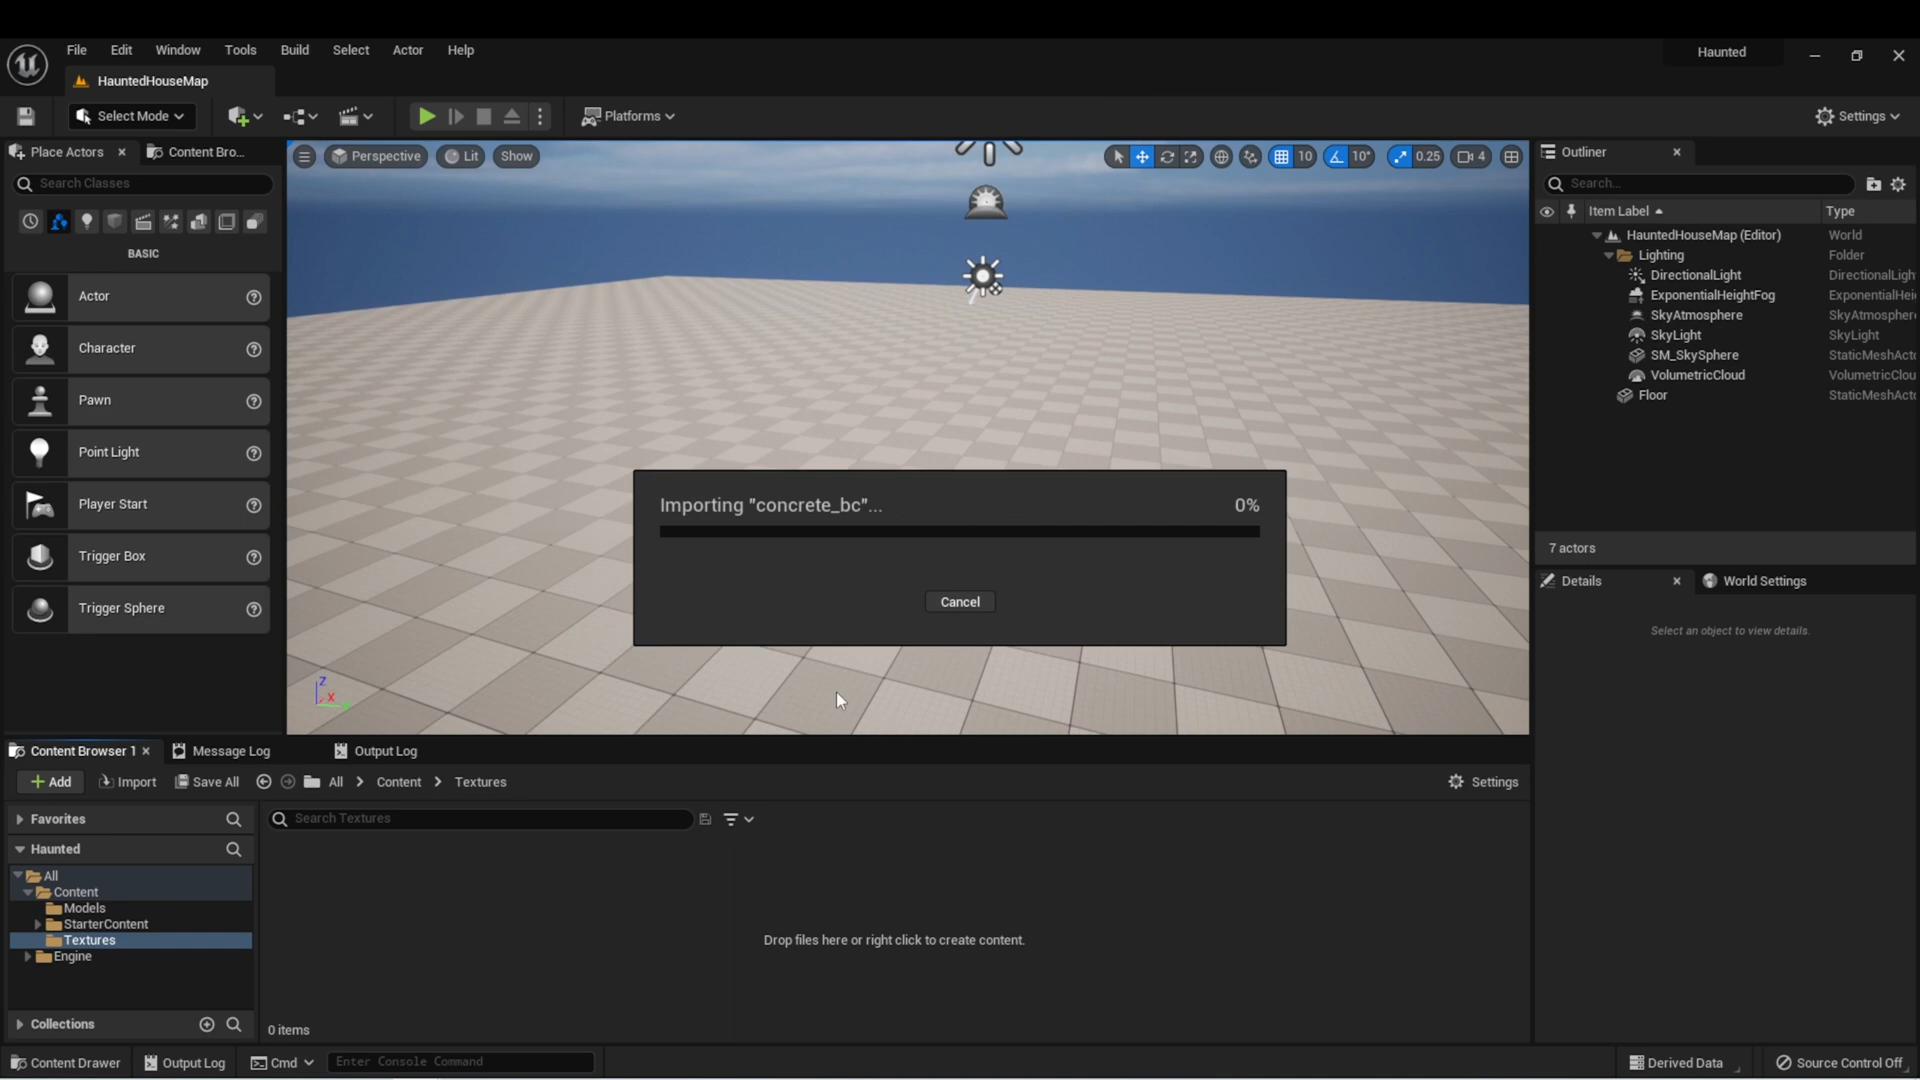 File Edit Window Tools Build Select Actor Help
Haunted
HauntedHouseMap
Select Mode
Platforms
Settings
Place Actors
Content Bro...
Search Classes
BASIC
Actor
Character
Pawn
Point Light
Player Start
Trigger Box
Trigger Sphere
Perspective Lit Show
10 10° 0.25 4
Importing "concrete_bc"... 0%
Cancel
Z
X
Outliner
Search...
Item Label Type
HauntedHouseMap (Editor) World
Lighting Folder
DirectionalLight DirectionalLigh
ExponentialHeightFog ExponentialHei
SkyAtmosphere SkyAtmospher
SkyLight SkyLight
SM_SkySphere StaticMeshAct
VolumetricCloud VolumetricClou
Floor StaticMeshAct
7 actors
Details
World Settings
Select an object to view details.
Content Browser 1
Message Log
Output Log
Add Import Save All All Content Textures
Settings
Favorites
Search Textures
Haunted
All
Content
Models
StarterContent
Textures
Engine
Drop files here or right click to create content.
Collections
0 items
Content Drawer Output Log Cmd Enter Console Command
Derived Data Source Control Off